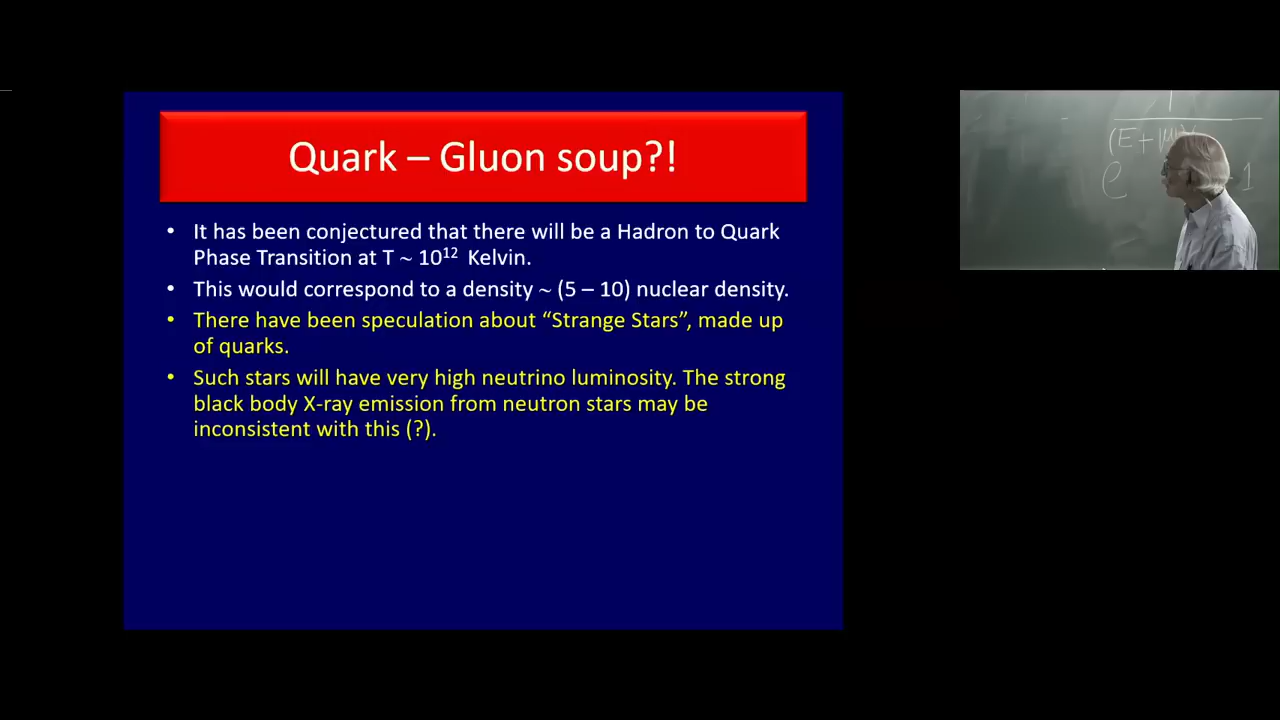 Quark – Gluon soup?!
• It has been conjectured that there will be a Hadron to Quark
Phase Transition at T ~ 10¹² Kelvin.
• This would correspond to a density ~ (5 – 10) nuclear density.
• There have been speculation about “Strange Stars”, made up
of quarks.
• Such stars will have very high neutrino luminosity. The strong
black body X-ray emission from neutron stars may be
inconsistent with this (?).
1
(E+|μ|)
e
1